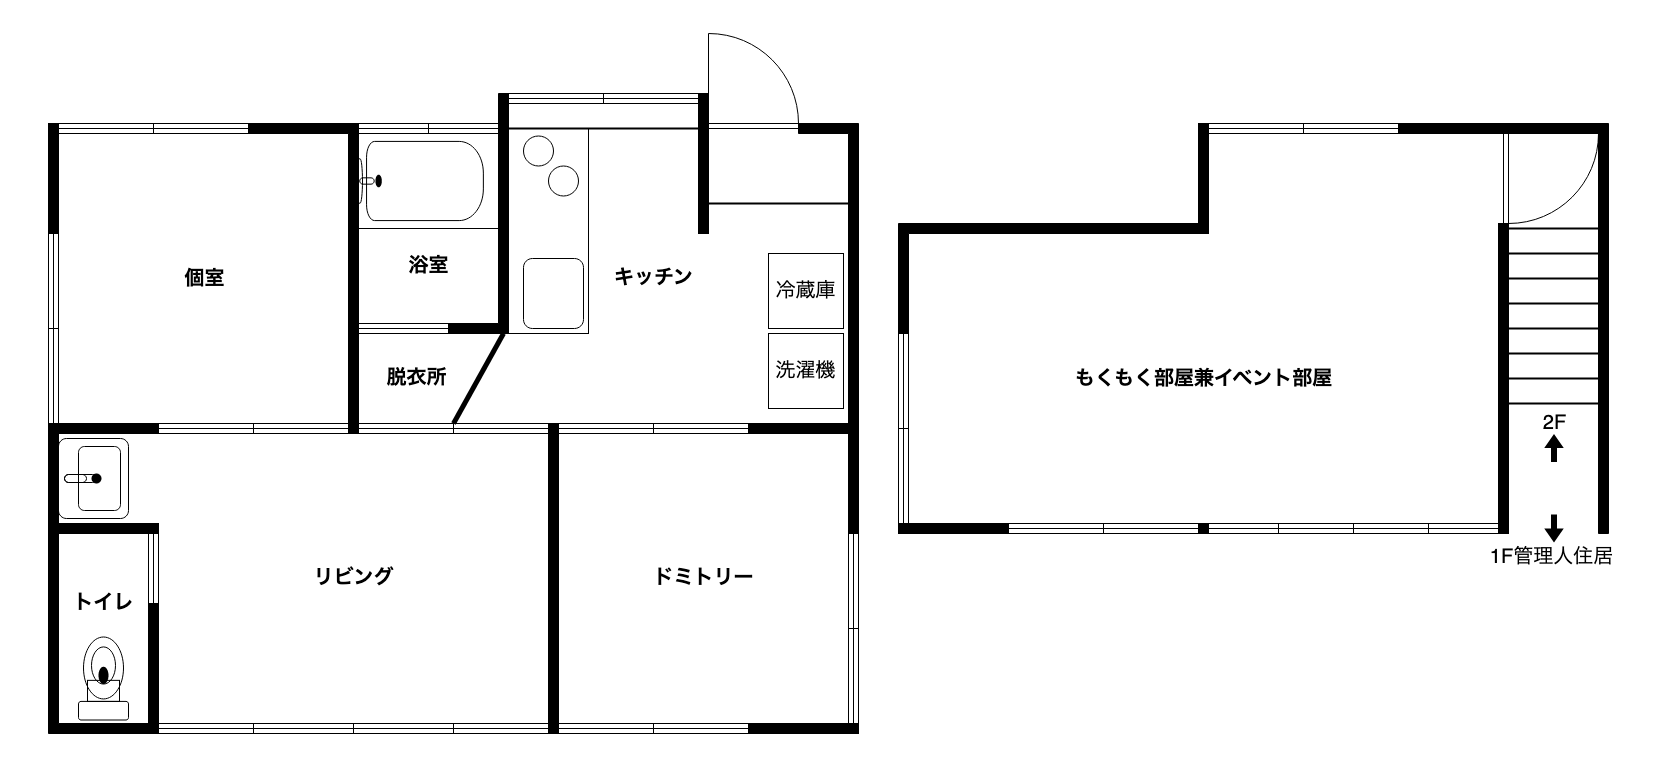 個室
浴室
キッチン
冷蔵庫
洗濯機
脱衣所
リビング
ドミトリー
トイレ
もくもく部屋兼イベント部屋
2F
1F管理人住居